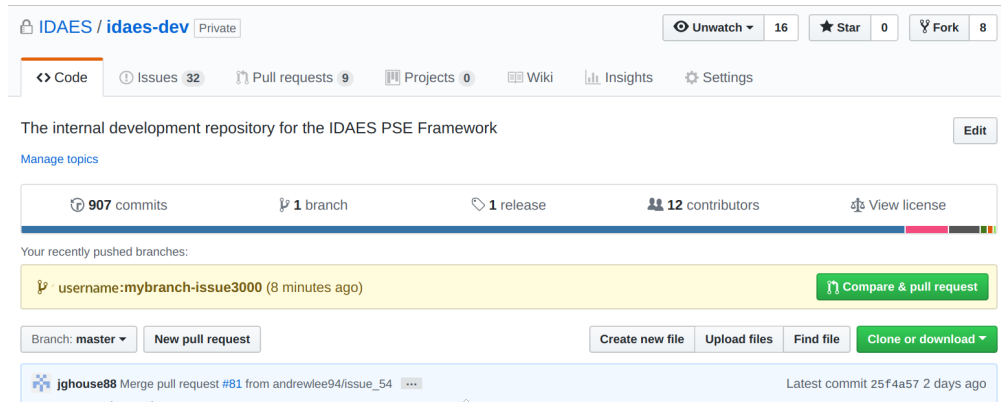 IDAES / idaes-dev Private Unwatch 16 Star 0 Fork 8
Code Issues 32 Pull requests 9 Projects 0 Wiki Insights Settings
The internal development repository for the IDAES PSE Framework Edit
Manage topics
907 commits 1 branch 1 release 12 contributors View license
Your recently pushed branches:
username:mybranch-issue3000 (8 minutes ago) Compare & pull request
Branch: master New pull request Create new file Upload files Find file Clone or download
jghouse88 Merge pull request #81 from andrewlee94/issue_54 ... Latest commit 25f4a57 2 days ago